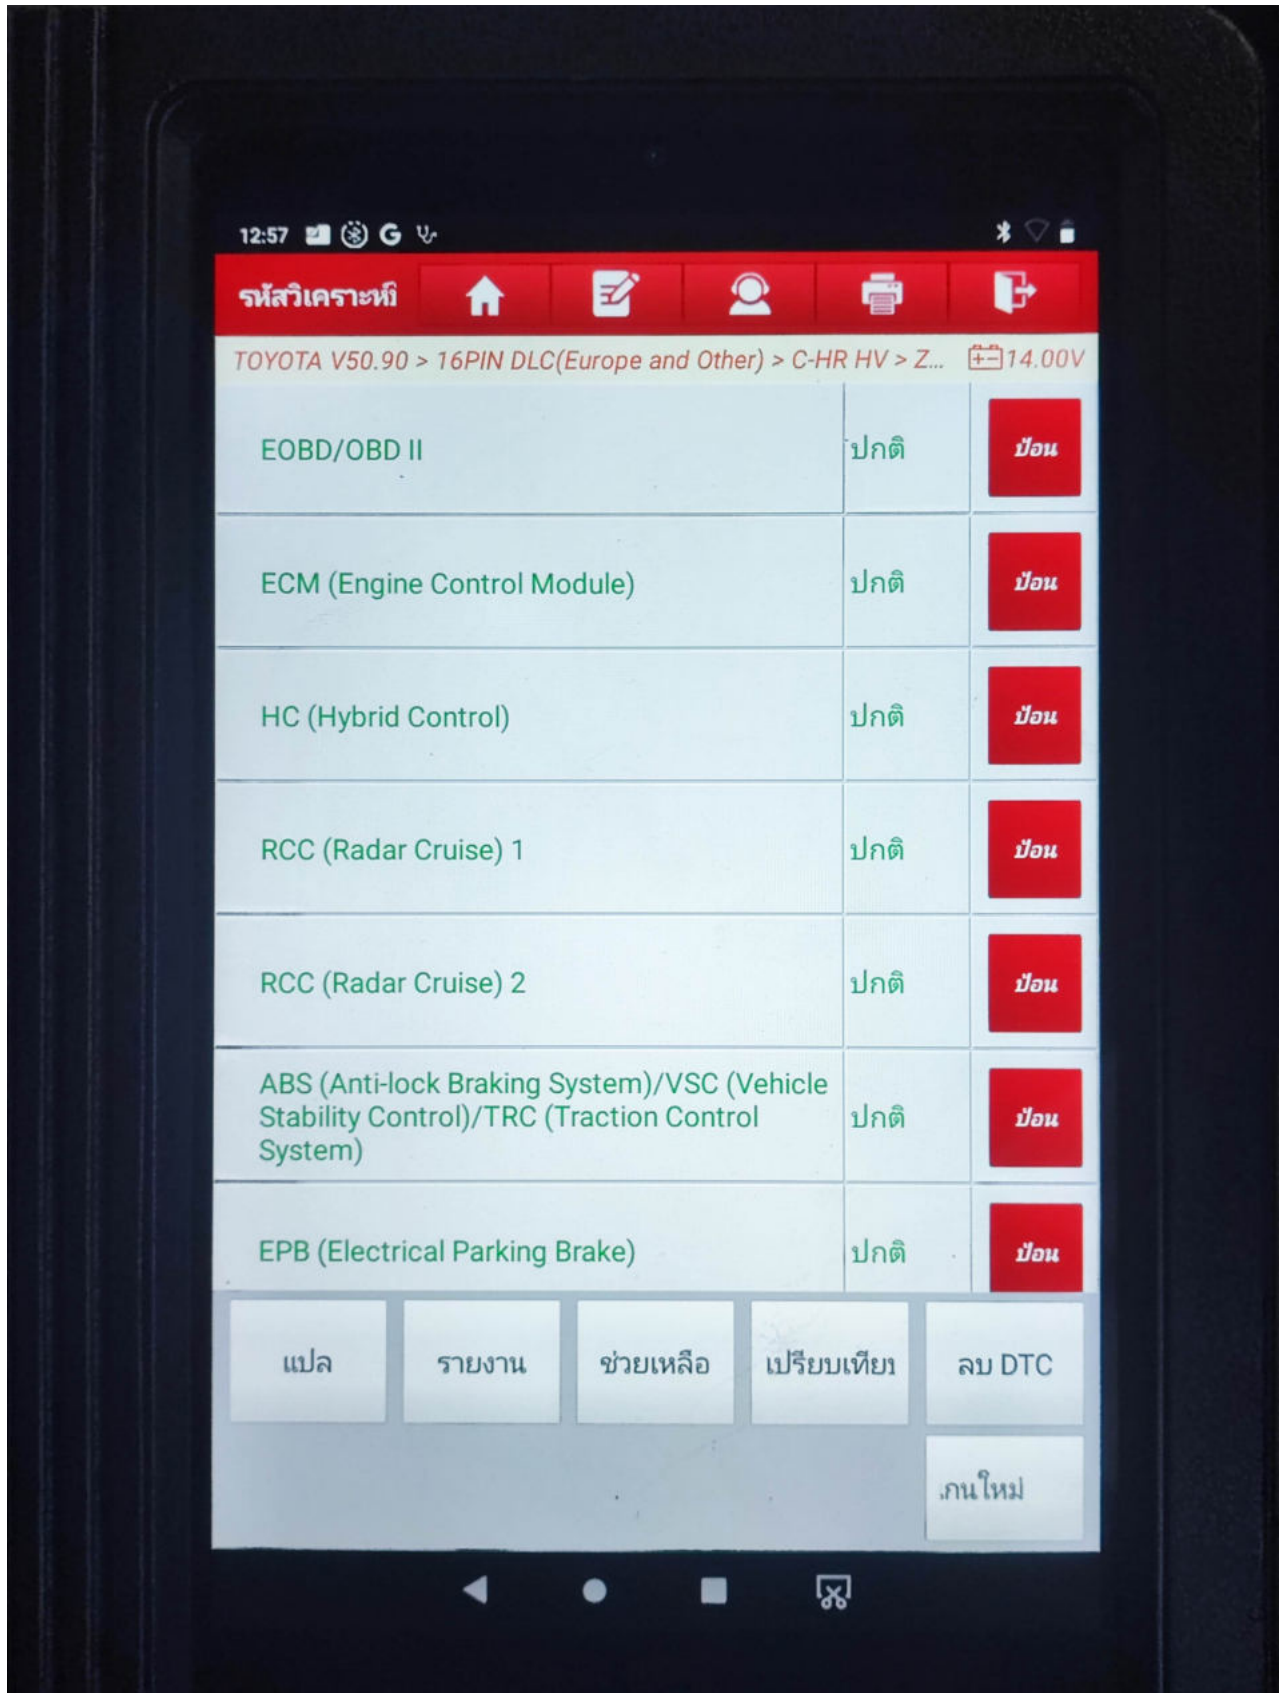 12:57
รหัสวิเคราะห์
TOYOTA V50.90 > 16PIN DLC(Europe and Other) > C-HR HV > Z... 14.00V
EOBD/OBD II ปกติ ป้อน
ECM (Engine Control Module) ปกติ ป้อน
HC (Hybrid Control) ปกติ ป้อน
RCC (Radar Cruise) 1 ปกติ ป้อน
RCC (Radar Cruise) 2 ปกติ ป้อน
ABS (Anti-lock Braking System)/VSC (Vehicle
Stability Control)/TRC (Traction Control
System) ปกติ ป้อน
EPB (Electrical Parking Brake) ปกติ ป้อน
แปล รายงาน ช่วยเหลือ เปรียบเทียบ ลบ DTC
กนใหม่